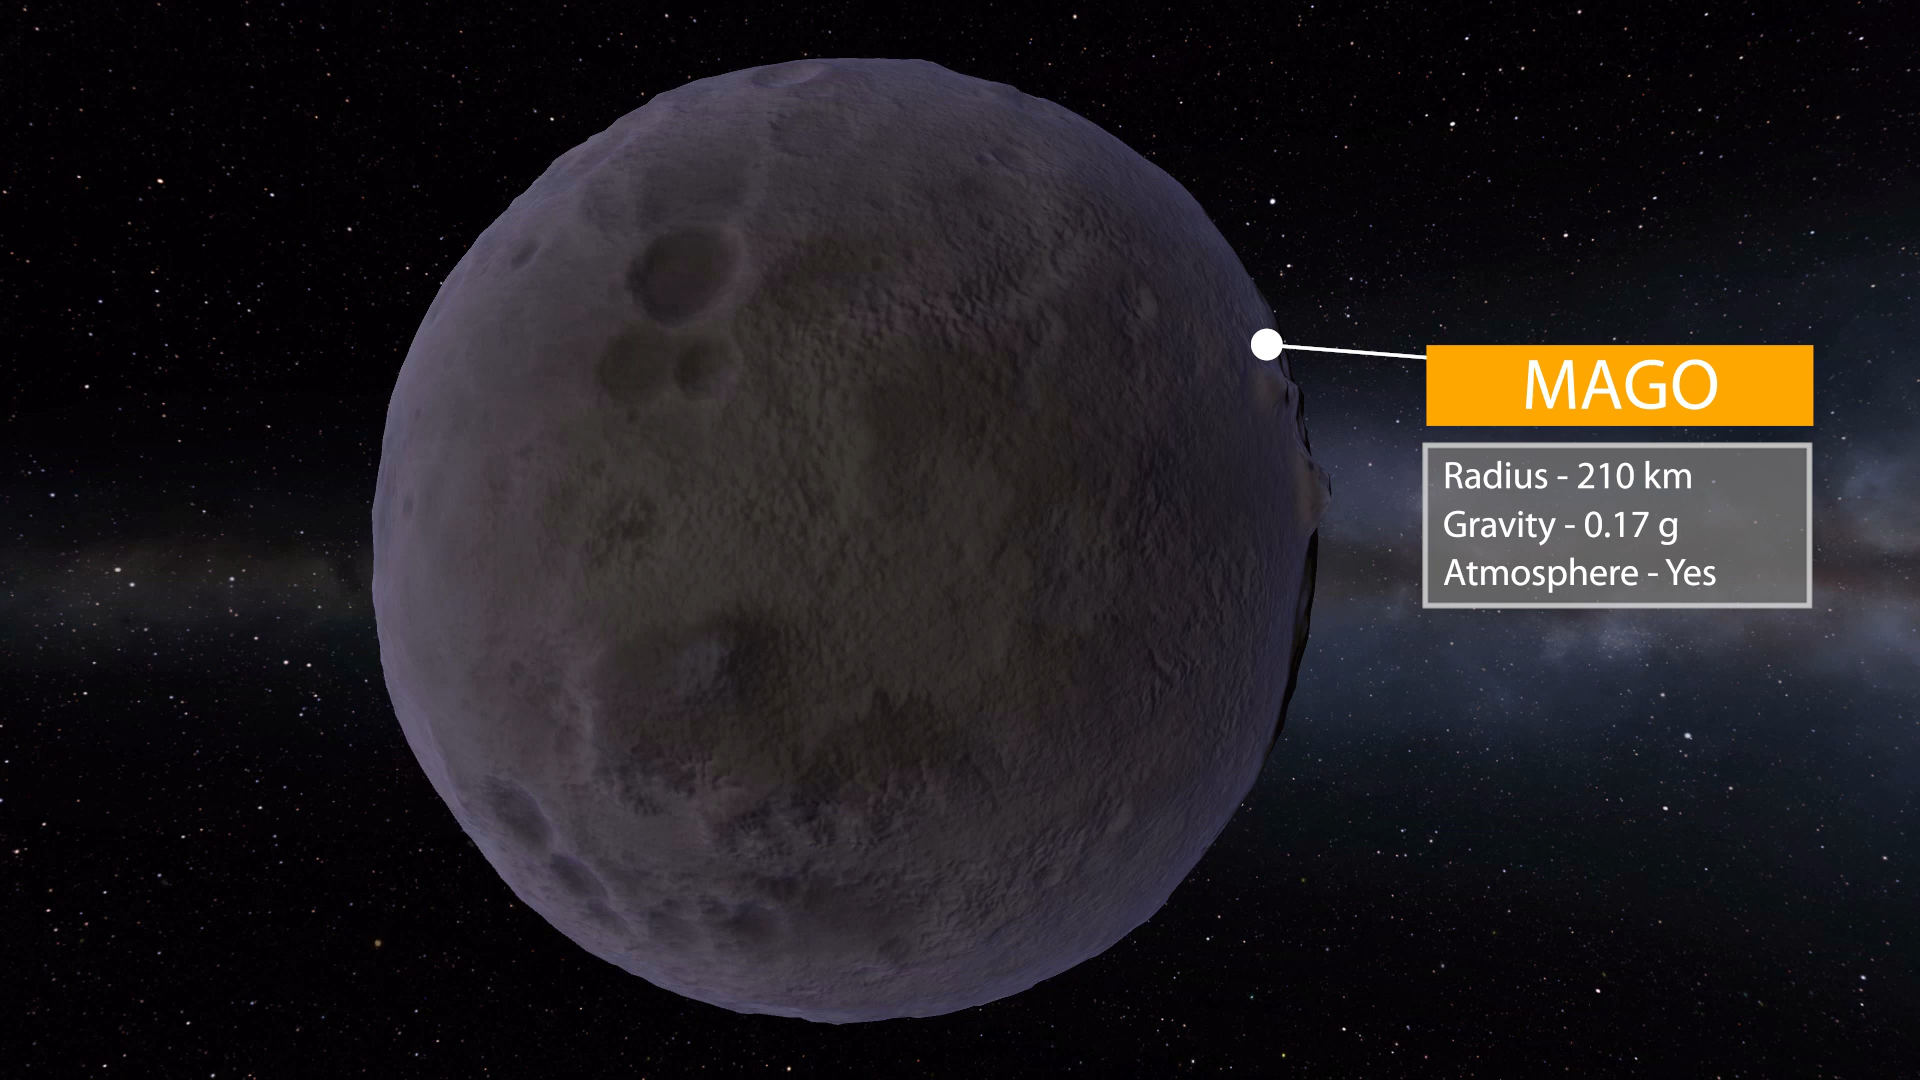 MAGO
Radius - 210 km
Gravity - 0.17 g
Atmosphere - Yes